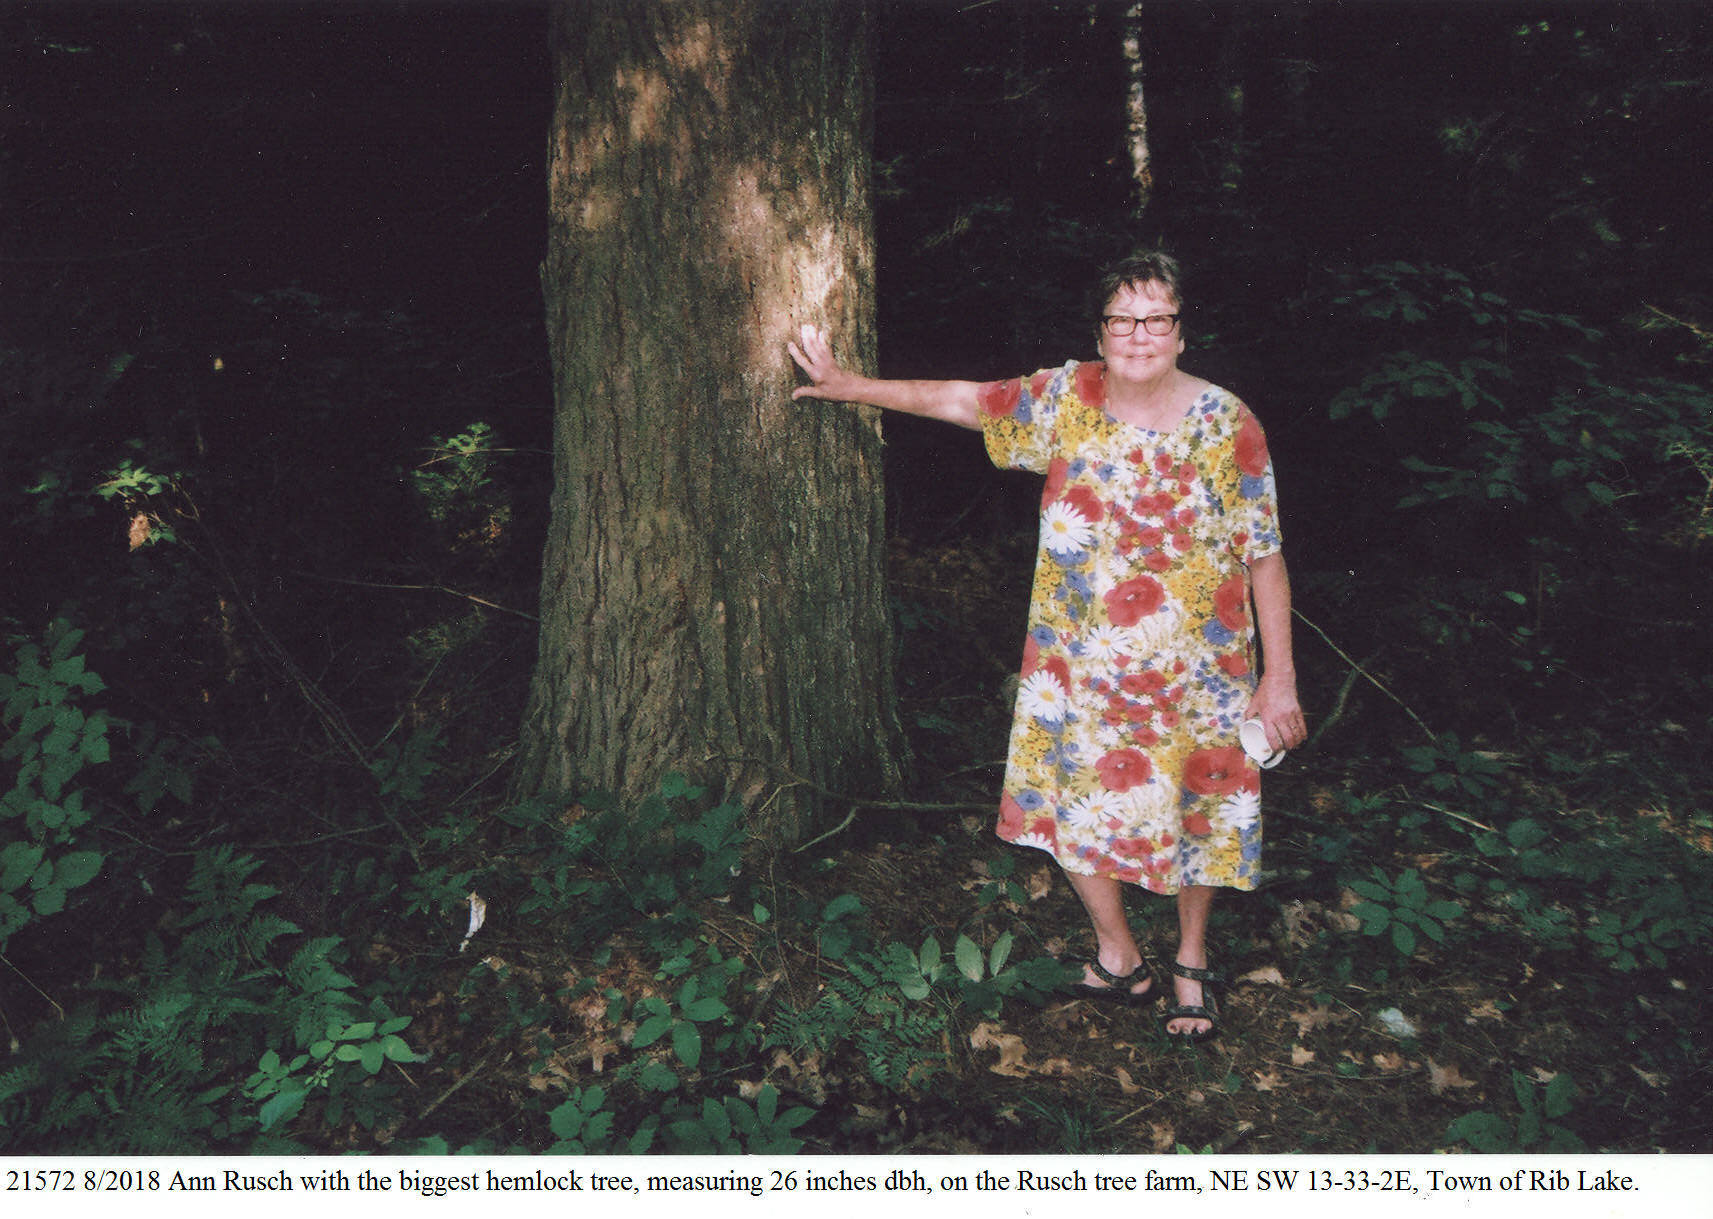 21572 8/2018 Ann Rusch with the biggest hemlock tree, measuring 26 inches dbh, on the Rusch tree farm, NE SW 13-33-2E, Town of Rib Lake.